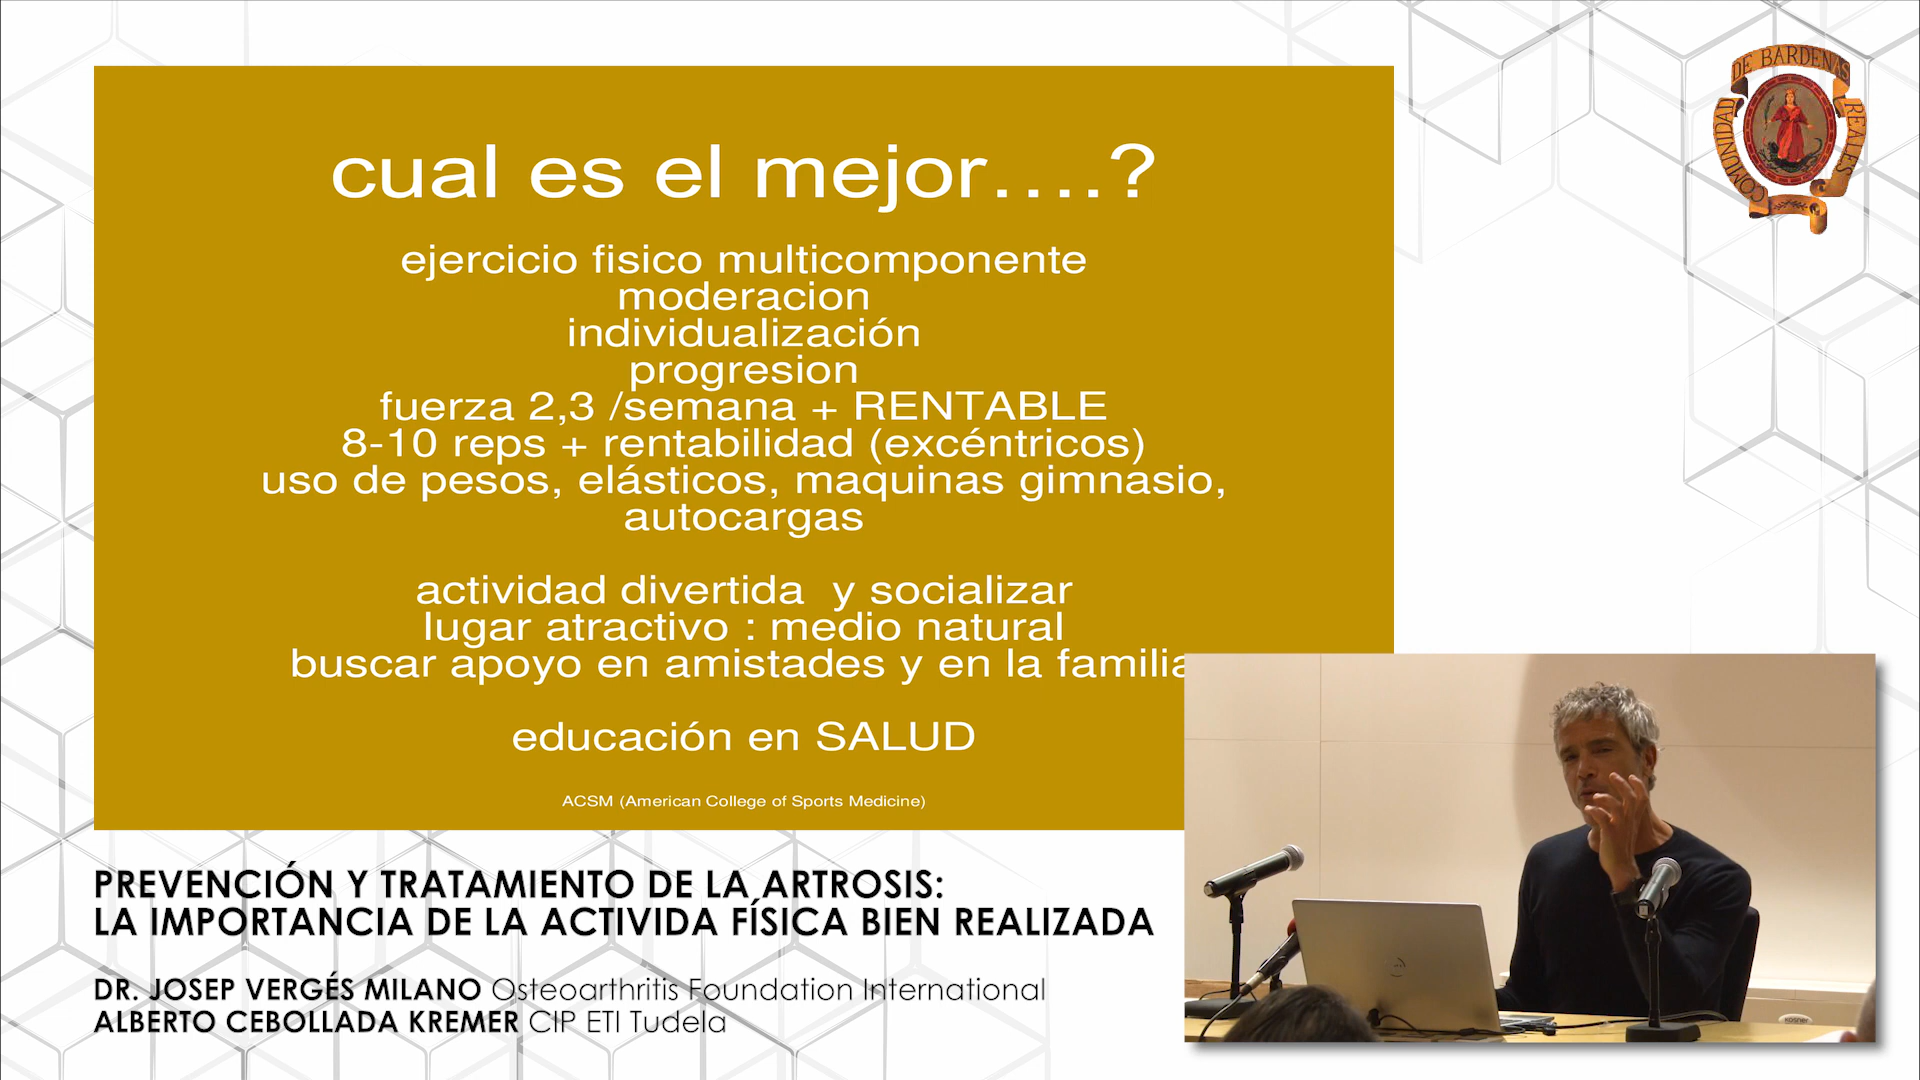 cual es el mejor....?
ejercicio fisico multicomponente
moderacion
individualización
progresion
fuerza 2,3 /semana + RENTABLE
8-10 reps + rentabilidad (excéntricos)
uso de pesos, elásticos, maquinas gimnasio,
autocargas
actividad divertida  y socializar
lugar atractivo : medio natural
buscar apoyo en amistades y en la familia
educación en SALUD
ACSM (American College of Sports Medicine)
COMUNIDAD DE BARDENAS REALES
PREVENCIÓN Y TRATAMIENTO DE LA ARTROSIS:
LA IMPORTANCIA DE LA ACTIVIDA FÍSICA BIEN REALIZADA
DR. JOSEP VERGÉS MILANO Osteoarthritis Foundation International
ALBERTO CEBOLLADA KREMER CIP ETI Tudela